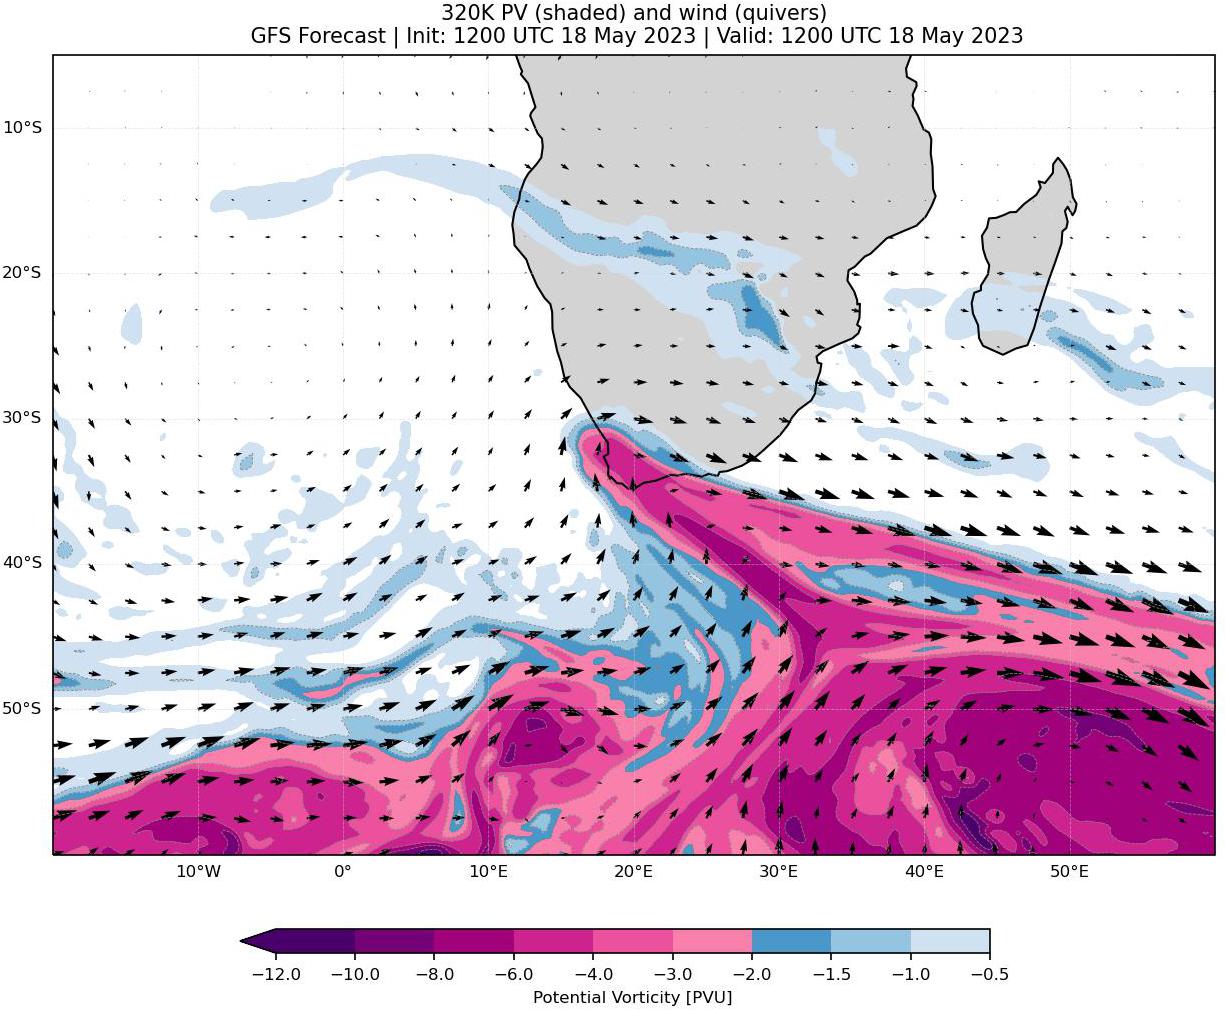 320K PV (shaded) and wind (quivers)
GFS Forecast | Init: 1200 UTC 18 May 2023 | Valid: 1200 UTC 18 May 2023
10°S
20°S
30°S
40°S
50°S
10°W 0° 10°E 20°E 30°E 40°E 50°E
−12.0 −10.0 −8.0 −6.0 −4.0 −3.0 −2.0 −1.5 −1.0 −0.5
Potential Vorticity [PVU]